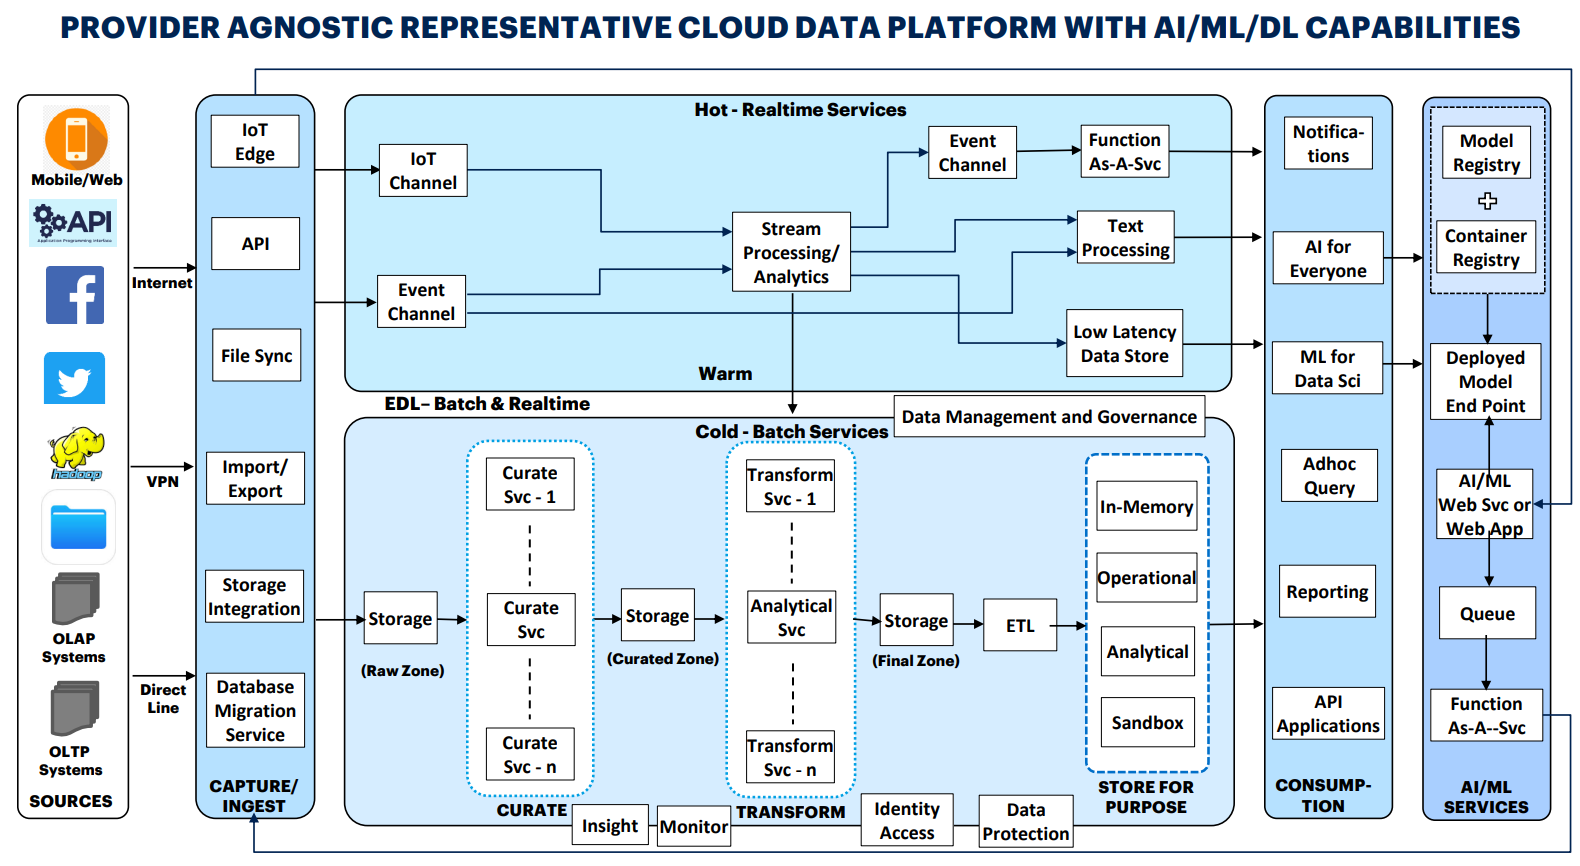 PROVIDER AGNOSTIC REPRESENTATIVE CLOUD DATA PLATFORM WITH AI/ML/DL CAPABILITIES
Mobile/Web
API
Application Programming Interface
hadoop
OLAP
Systems
OLTP
Systems
SOURCES
Internet
VPN
Direct
Line
IoT
Edge
API
File Sync
Import/
Export
Storage
Integration
Database
Migration
Service
CAPTURE/
INGEST
Hot - Realtime Services
IoT
Channel
Event
Channel
Stream
Processing/
Analytics
Event
Channel
Function
As-A-Svc
Text
Processing
Low Latency
Data Store
Warm
EDL– Batch & Realtime
Data Management and Governance
Cold - Batch Services
Storage
(Raw Zone)
Curate
Svc - 1
Curate
Svc
Curate
Svc - n
CURATE
Storage
(Curated Zone)
Transform
Svc - 1
Analytical
Svc
Transform
Svc - n
TRANSFORM
Storage
(Final Zone)
ETL
In-Memory
Operational
Analytical
Sandbox
STORE FOR
PURPOSE
Insight
Monitor
Identity
Access
Data
Protection
Notifica-
tions
AI for
Everyone
ML for
Data Sci
Adhoc
Query
Reporting
API
Applications
CONSUMP-
TION
Model
Registry
Container
Registry
Deployed
Model
End Point
AI/ML
Web Svc or
Web App
Queue
Function
As-A--Svc
AI/ML
SERVICES